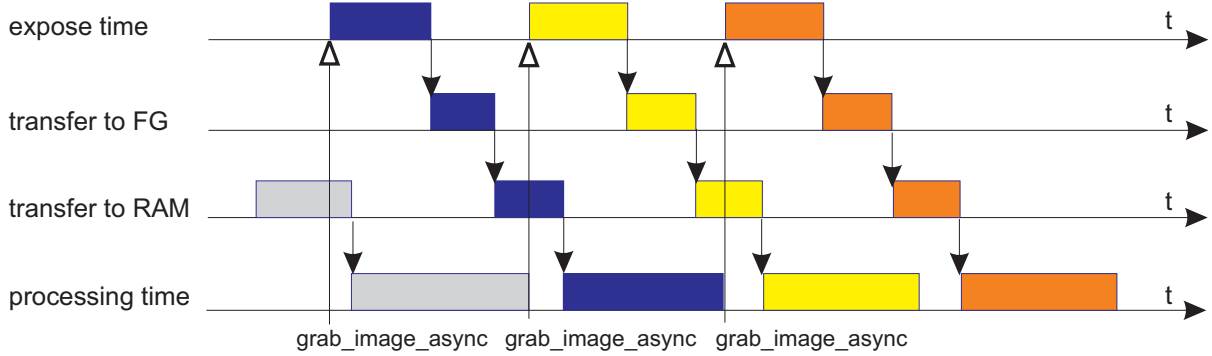 expose time
t
transfer to FG
t
transfer to RAM
t
processing time
t
grab_image_async grab_image_async grab_image_async